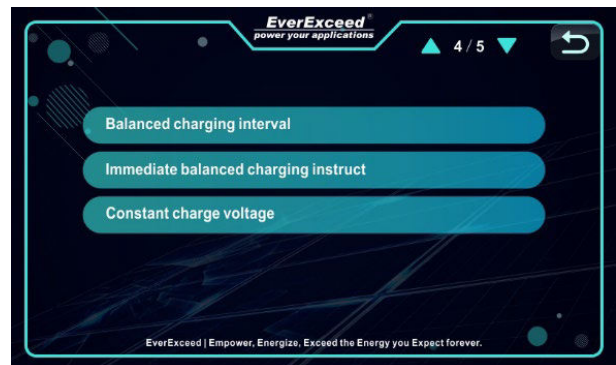 EverExceed®
power your applications
4/5
Balanced charging interval
Immediate balanced charging instruct
Constant charge voltage
EverExceed | Empower, Energize, Exceed the Energy you Expect forever.